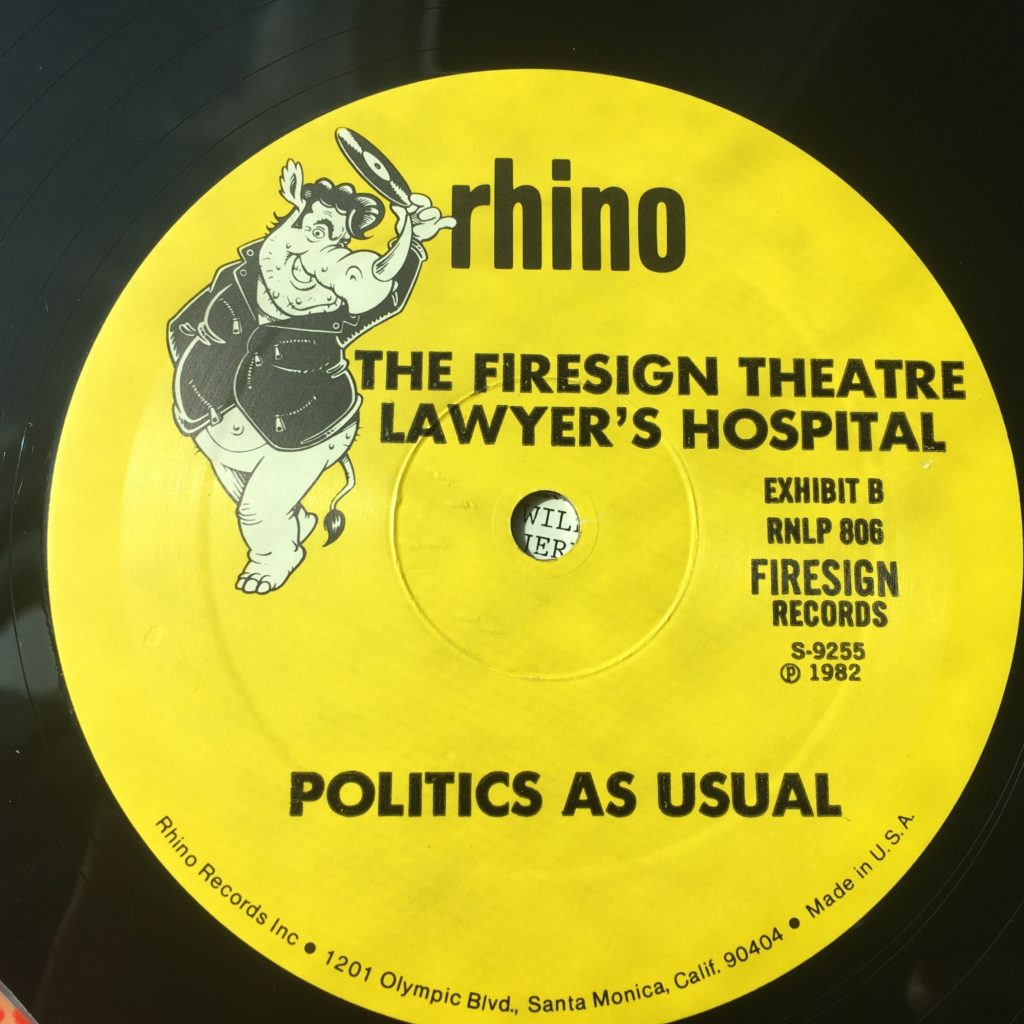 rhino
THE FIRESIGN THEATRE
LAWYER'S HOSPITAL
EXHIBIT B
RNLP 806
FIRESIGN
RECORDS
S-9255
℗ 1982
POLITICS AS USUAL
Rhino Records Inc • 1201 Olympic Blvd., Santa Monica, Calif. 90404 • Made in U.S.A.